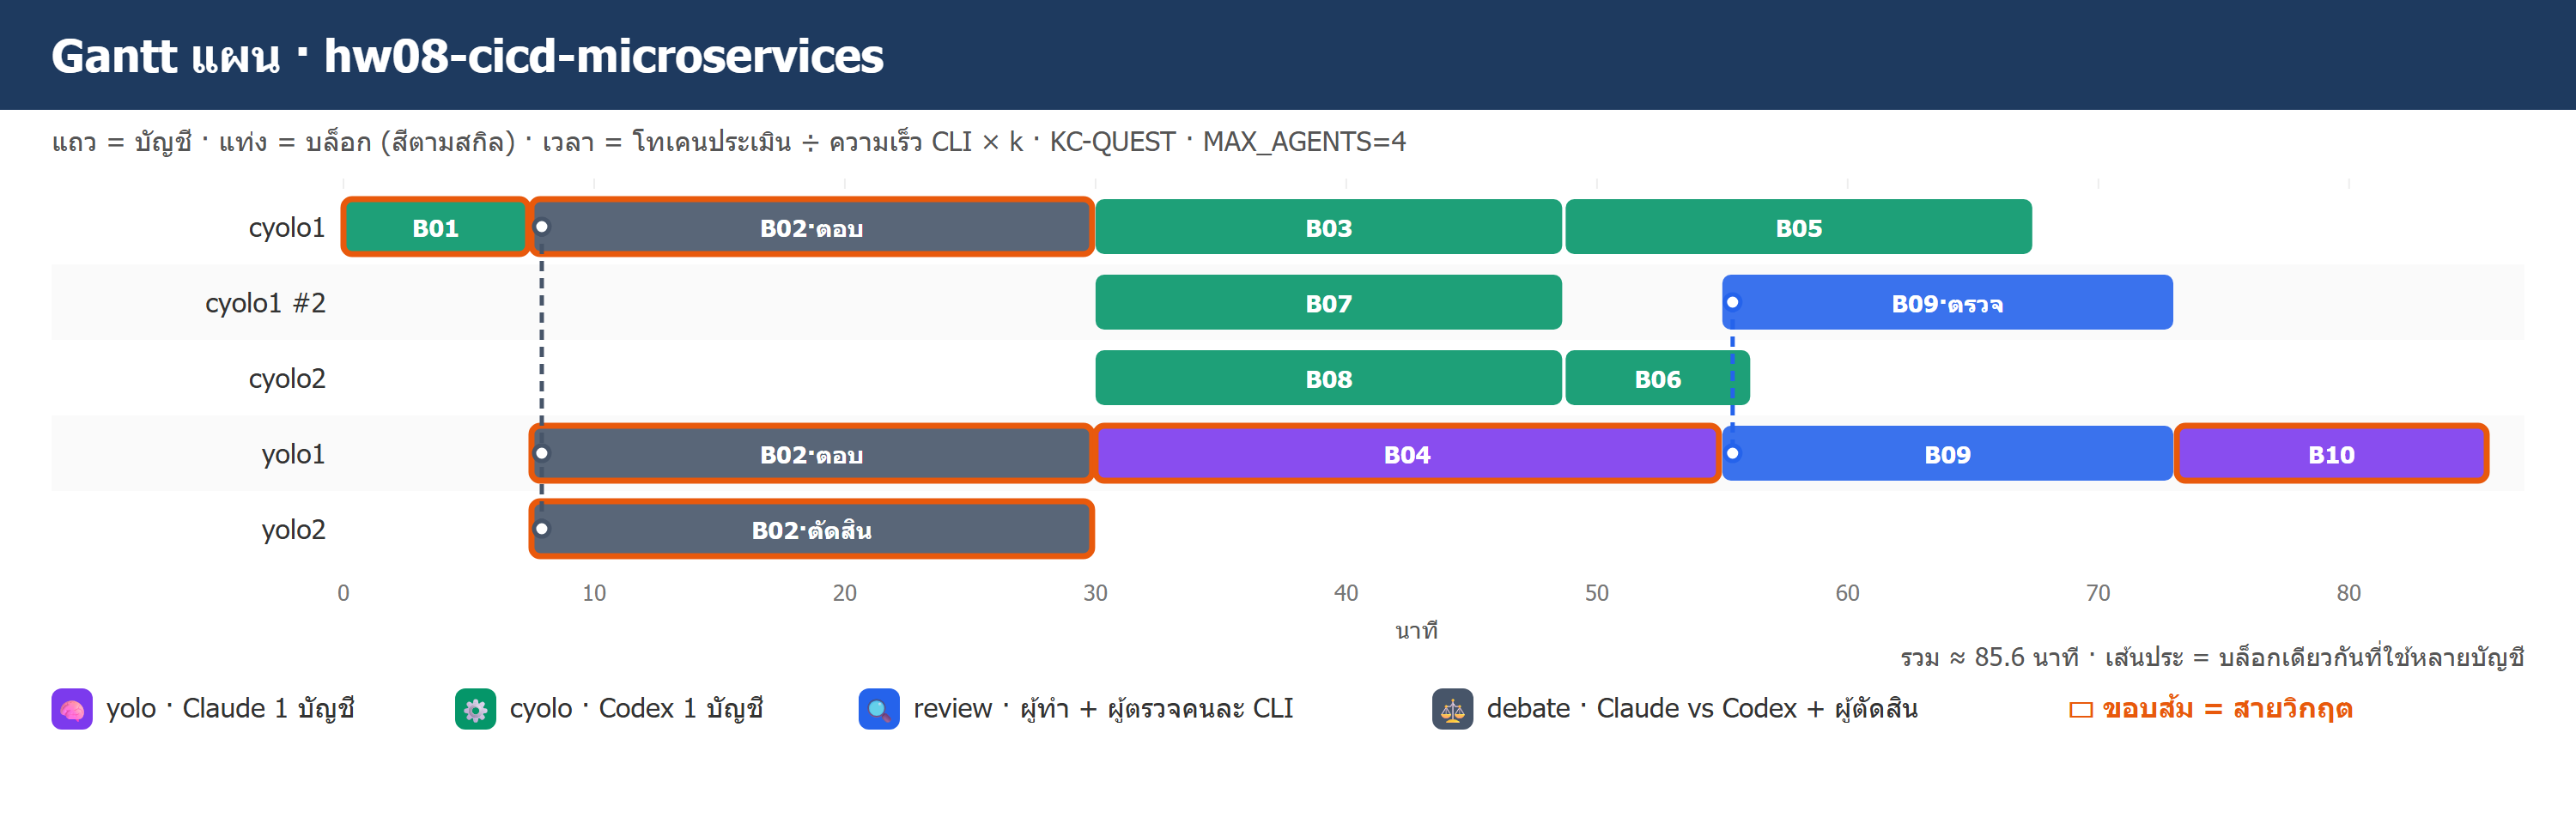 Gantt แผน · hw08-cicd-microservices
แถว = บัญชี · แท่ง = บล็อก (สีตามสกิล) · เวลา = โทเคนประเมิน ÷ ความเร็ว CLI × k · KC-QUEST · MAX_AGENTS=4
cyolo1 B01 B02·ตอบ B03 B05
cyolo1 #2 B07 B09·ตรวจ
cyolo2 B08 B06
yolo1 B02·ตอบ B04 B09 B10
yolo2 B02·ตัดสิน
0 10 20 30 40 50 60 70 80
นาที
รวม ≈ 85.6 นาที · เส้นประ = บล็อกเดียวกันที่ใช้หลายบัญชี
yolo · Claude 1 บัญชี cyolo · Codex 1 บัญชี review · ผู้ทำ + ผู้ตรวจคนละ CLI debate · Claude vs Codex + ผู้ตัดสิน ขอบส้ม = สายวิกฤต